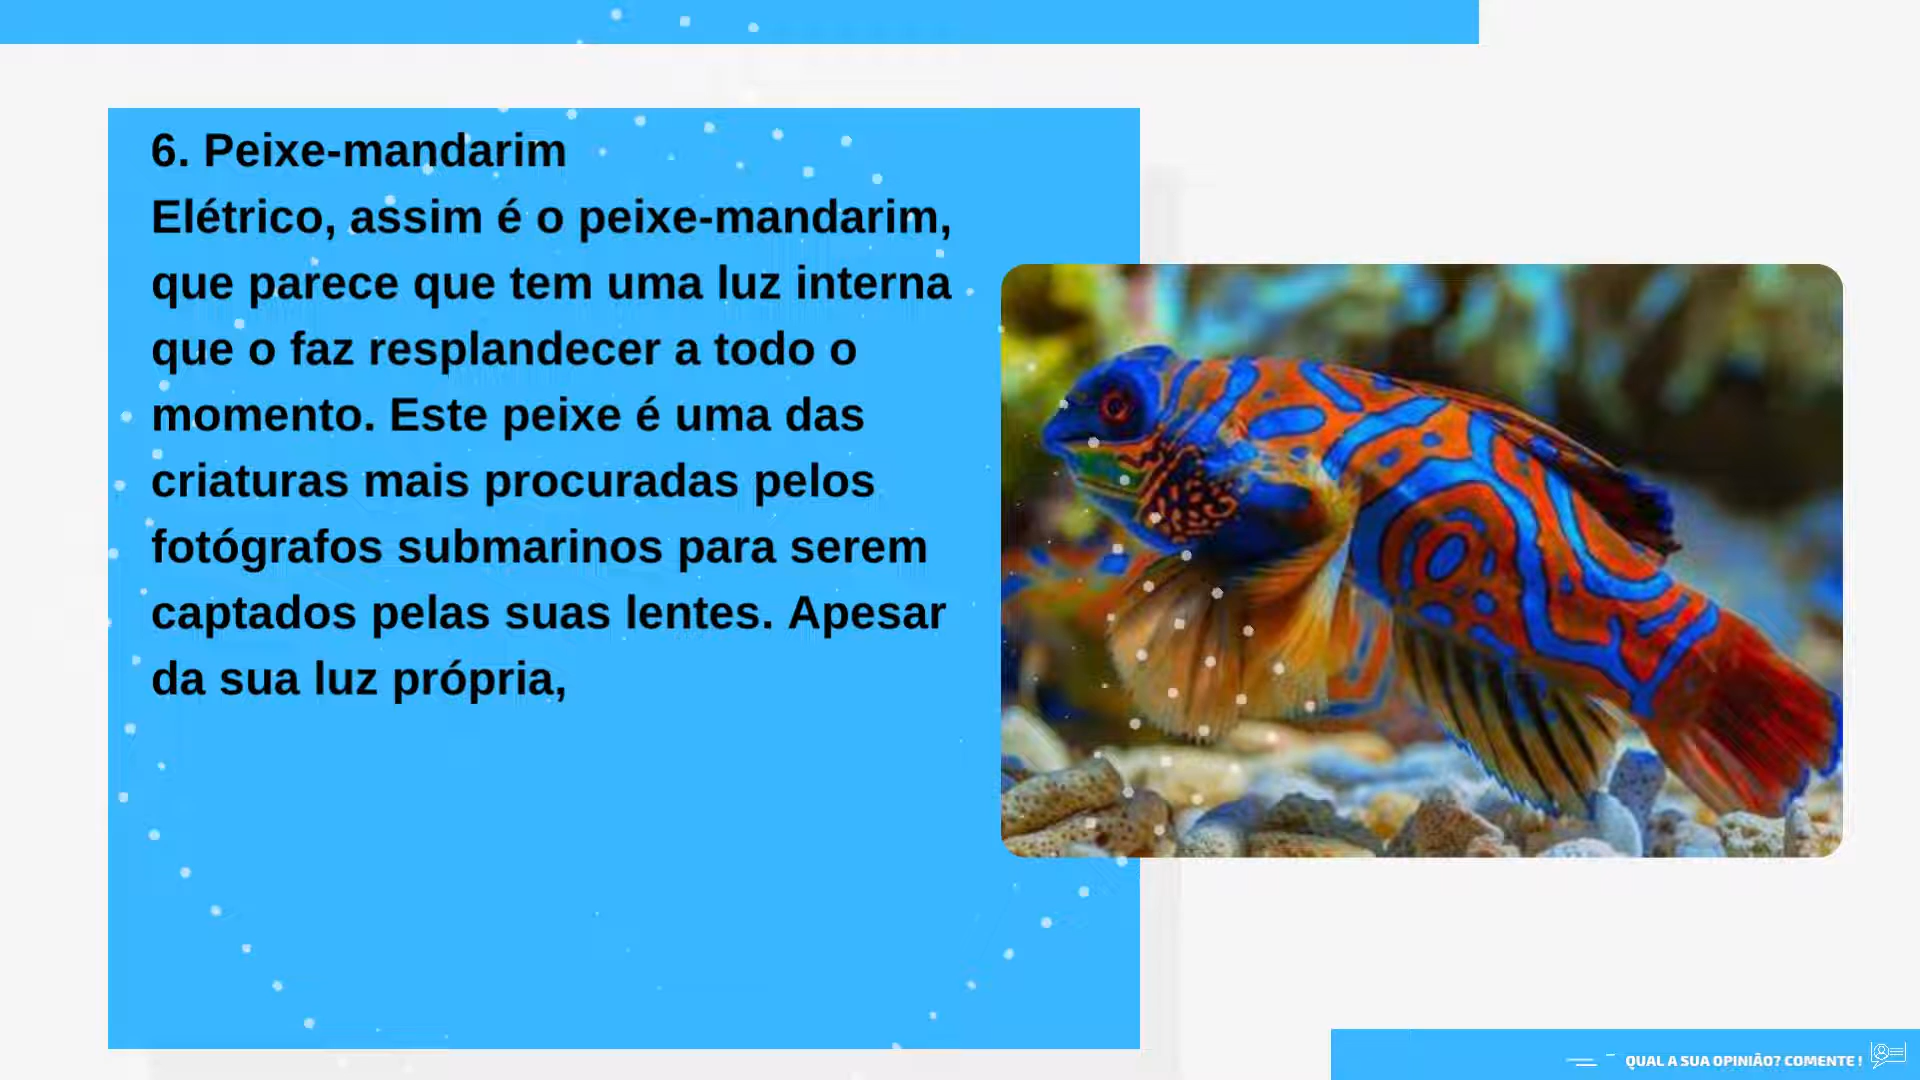 6. Peixe-mandarim
Elétrico, assim é o peixe-mandarim,
que parece que tem uma luz interna
que o faz resplandecer a todo o
momento. Este peixe é uma das
criaturas mais procuradas pelos
fotógrafos submarinos para serem
captados pelas suas lentes. Apesar
da sua luz própria,
QUAL A SUA OPINIÃO? COMENTE !